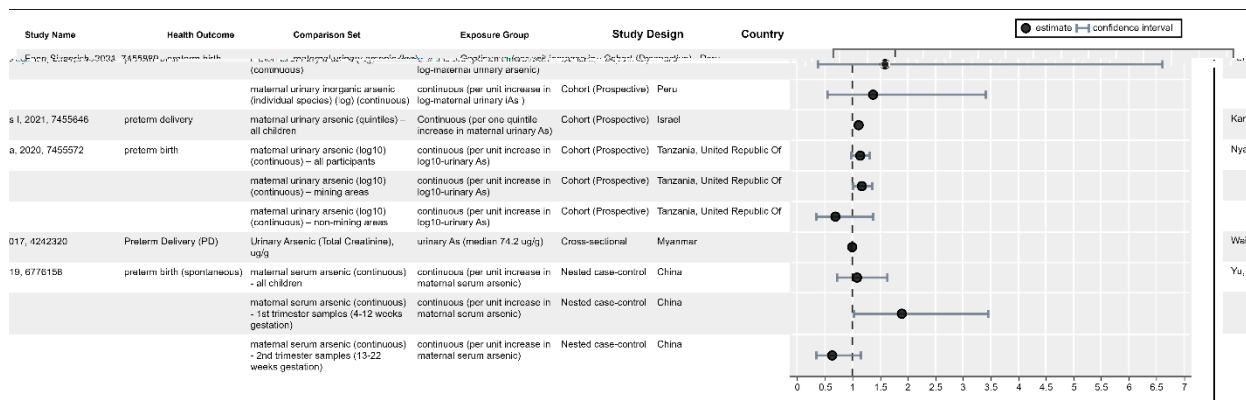 estimate confidence interval
Study Name Health Outcome Comparison Set Exposure Group Study Design Country
(continuous) log-maternal urinary arsenic)
maternal urinary inorganic arsenic continuous (per unit increase in Cohort (Prospective) Peru
(individual species) (log) (continuous) log-maternal urinary iAs )
s I, 2021, 7455646 preterm delivery maternal urinary arsenic (quintiles) – Continuous (per one quintile Cohort (Prospective) Israel Kar
all children increase in maternal urinary As)
a, 2020, 7455572 preterm birth maternal urinary arsenic (log10) continuous (per unit increase in Cohort (Prospective) Tanzania, United Republic Of Nya
(continuous) – all participants log10-urinary As)
maternal urinary arsenic (log10) continuous (per unit increase in Cohort (Prospective) Tanzania, United Republic Of
(continuous) – mining areas log10-urinary As)
maternal urinary arsenic (log10) continuous (per unit increase in Cohort (Prospective) Tanzania, United Republic Of
(continuous) – non-mining areas log10-urinary As)
017, 4242320 Preterm Delivery (PD) Urinary Arsenic (Total Creatinine), urinary As (median 74.2 ug/g) Cross-sectional Myanmar Wai
ug/g
19, 6776158 preterm birth (spontaneous) maternal serum arsenic (continuous) continuous (per unit increase in Nested case-control China Yu,
- all children maternal serum arsenic)
maternal serum arsenic (continuous) continuous (per unit increase in Nested case-control China
- 1st trimester samples (4-12 weeks maternal serum arsenic)
gestation)
maternal serum arsenic (continuous) continuous (per unit increase in Nested case-control China
- 2nd trimester samples (13-22 maternal serum arsenic)
weeks gestation)
0 0.5 1 1.5 2 2.5 3 3.5 4 4.5 5 5.5 6 6.5 7